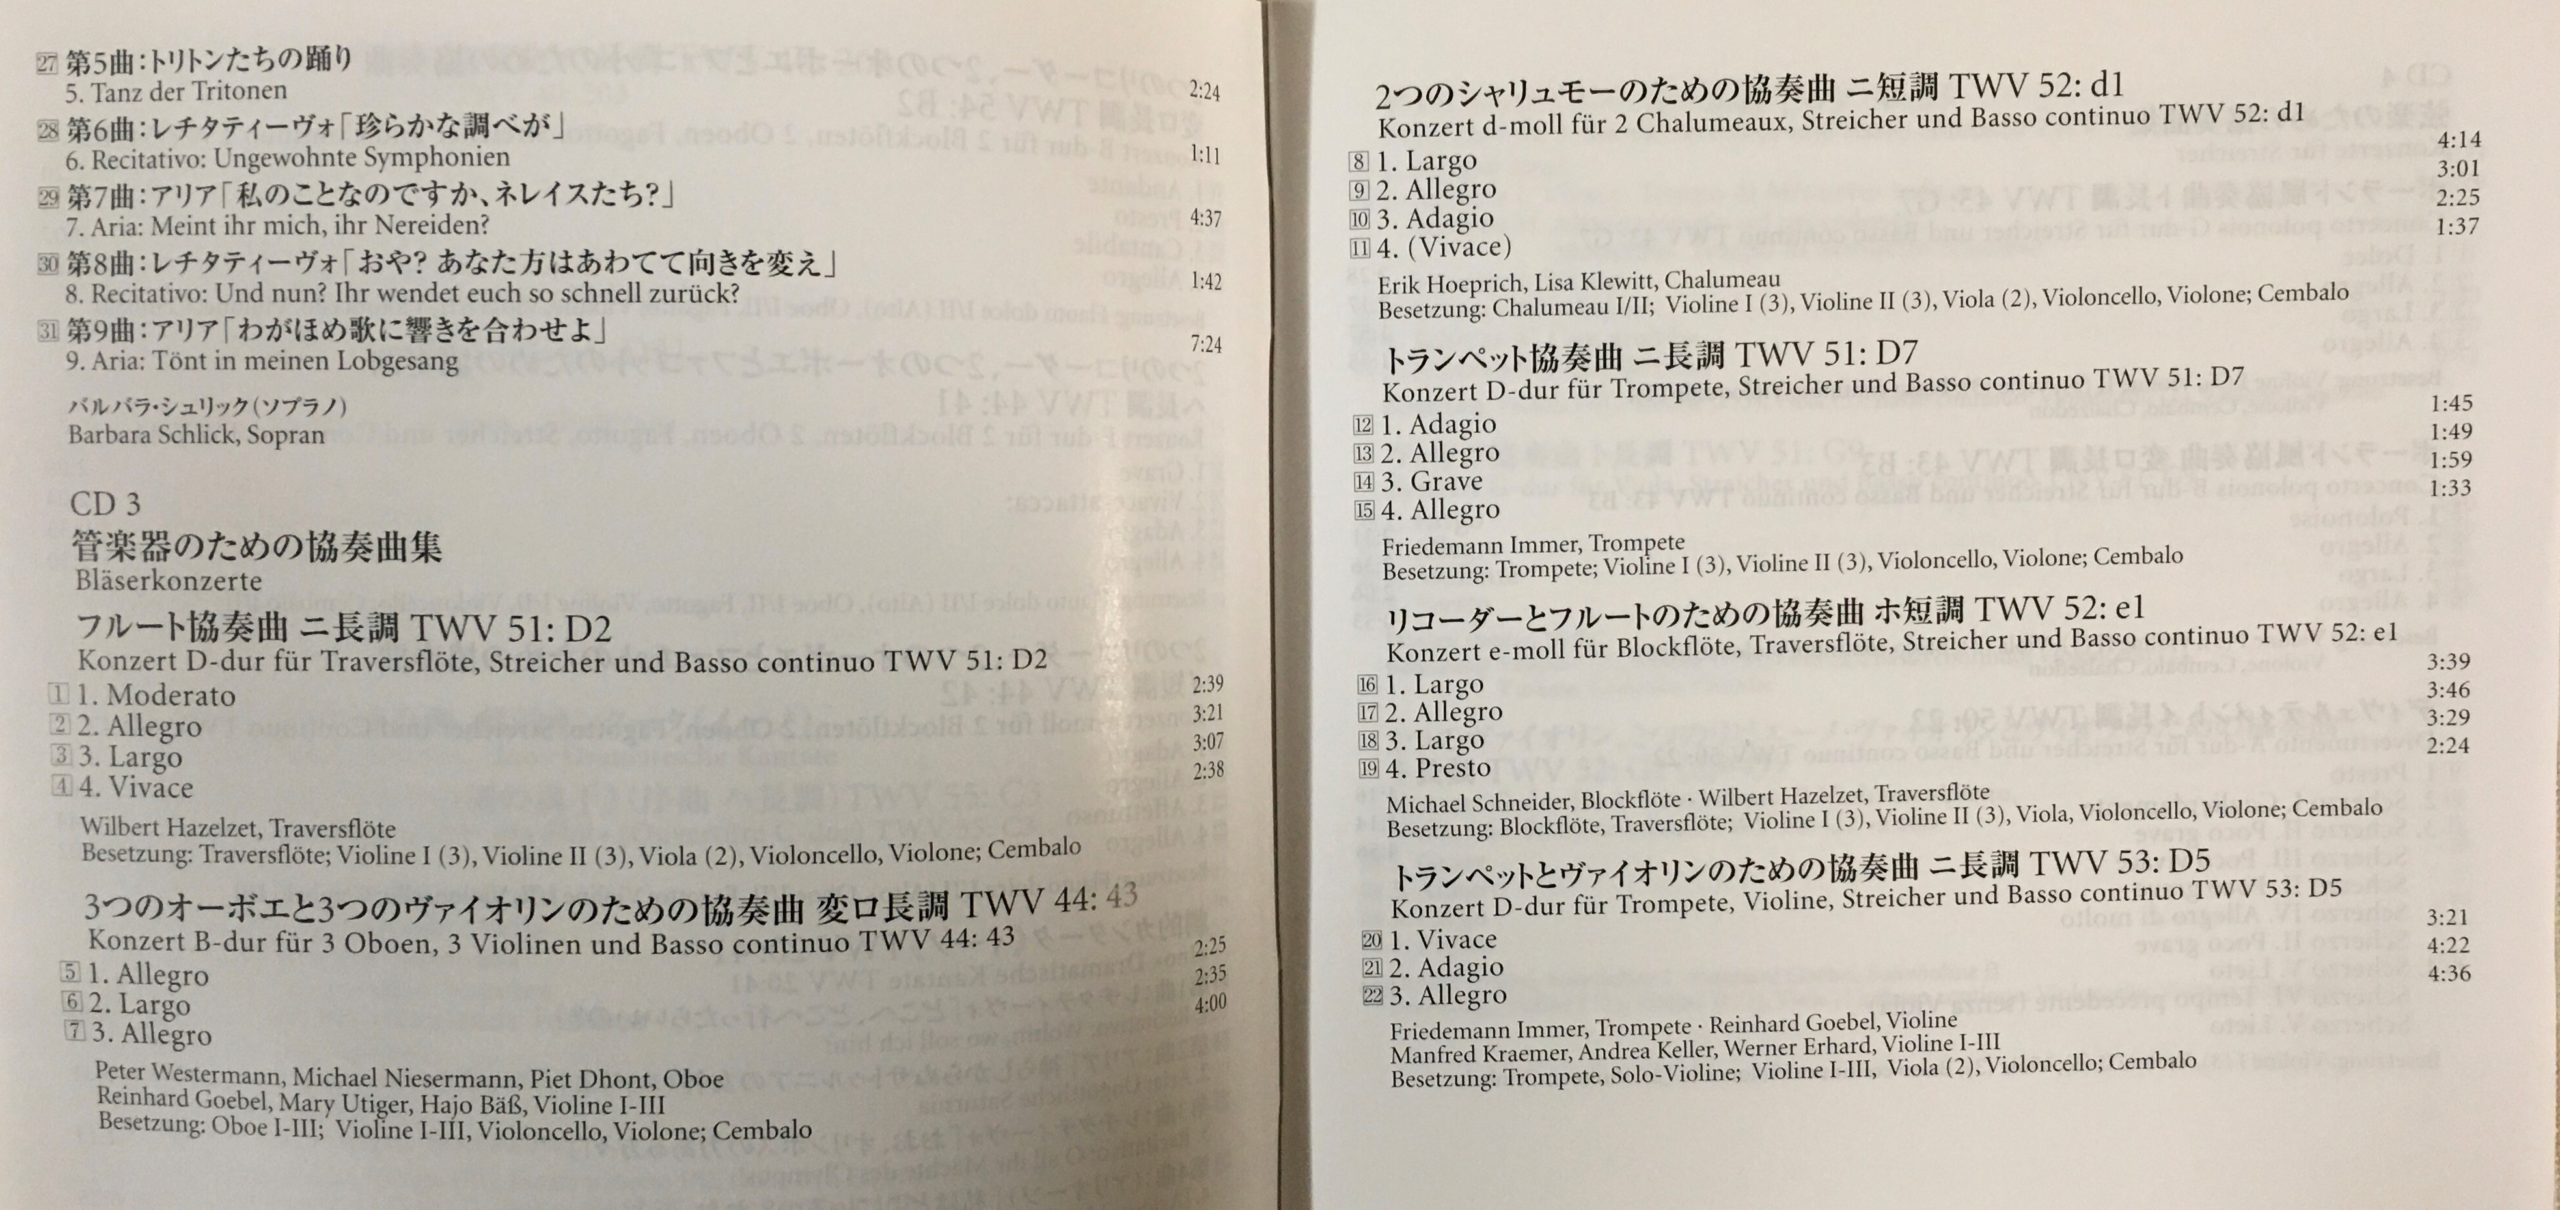 27 第5曲：トリトンたちの踊り
5. Tanz der Tritonen 2:24
28 第6曲：レチタティーヴォ「珍らかな調べが」
6. Recitativo: Ungewohnte Symphonien 1:11
29 第7曲：アリア「私のことなのですか、ネレイスたち？」
7. Aria: Meint ihr mich, ihr Nereiden? 4:37
30 第8曲：レチタティーヴォ「おや？ あなた方はあわてて向きを変え」
8. Recitativo: Und nun? Ihr wendet euch so schnell zurück? 1:42
31 第9曲：アリア「わがほめ歌に響きを合わせよ」
9. Aria: Tönt in meinen Lobgesang 7:24
バルバラ・シュリック（ソプラノ）
Barbara Schlick, Sopran
CD 3
管楽器のための協奏曲集
Bläserkonzerte
フルート協奏曲 ニ長調 TWV 51: D2
Konzert D-dur für Traversflöte, Streicher und Basso continuo TWV 51: D2
1 1. Moderato 2:39
2 2. Allegro 3:21
3 3. Largo 3:07
4 4. Vivace 2:38
Wilbert Hazelzet, Traversflöte
Besetzung: Traversflöte; Violine I (3), Violine II (3), Viola (2), Violoncello, Violone; Cembalo
3つのオーボエと3つのヴァイオリンのための協奏曲 変ロ長調 TWV 44: 43
Konzert B-dur für 3 Oboen, 3 Violinen und Basso continuo TWV 44: 43
5 1. Allegro 2:25
6 2. Largo 2:35
7 3. Allegro 4:00
Peter Westermann, Michael Niesermann, Piet Dhont, Oboe
Reinhard Goebel, Mary Utiger, Hajo Bäß, Violine I-III
Besetzung: Oboe I-III; Violine I-III, Violoncello, Violone; Cembalo
2つのシャリュモーのための協奏曲 ニ短調 TWV 52: d1
Konzert d-moll für 2 Chalumeaux, Streicher und Basso continuo TWV 52: d1
8 1. Largo 4:14
9 2. Allegro 3:01
10 3. Adagio 2:25
11 4. (Vivace) 1:37
Erik Hoeprich, Lisa Klewitt, Chalumeau
Besetzung: Chalumeau I/II; Violine I (3), Violine II (3), Viola (2), Violoncello, Violone; Cembalo
トランペット協奏曲 ニ長調 TWV 51: D7
Konzert D-dur für Trompete, Streicher und Basso continuo TWV 51: D7
12 1. Adagio 1:45
13 2. Allegro 1:49
14 3. Grave 1:59
15 4. Allegro 1:33
Friedemann Immer, Trompete
Besetzung: Trompete; Violine I (3), Violine II (3), Violoncello, Violone; Cembalo
リコーダーとフルートのための協奏曲 ホ短調 TWV 52: e1
Konzert e-moll für Blockflöte, Traversflöte, Streicher und Basso continuo TWV 52: e1
16 1. Largo 3:39
17 2. Allegro 3:46
18 3. Largo 3:29
19 4. Presto 2:24
Michael Schneider, Blockflöte · Wilbert Hazelzet, Traversflöte
Besetzung: Blockflöte, Traversflöte; Violine I (3), Violine II (3), Viola, Violoncello, Violone; Cembalo
トランペットとヴァイオリンのための協奏曲 ニ長調 TWV 53: D5
Konzert D-dur für Trompete, Violine, Streicher und Basso continuo TWV 53: D5
20 1. Vivace 3:21
21 2. Adagio 4:22
22 3. Allegro 4:36
Friedemann Immer, Trompete · Reinhard Goebel, Violine
Manfred Kraemer, Andrea Keller, Werner Erhard, Violine I-III
Besetzung: Trompete, Solo-Violine; Violine I-III, Viola (2), Violoncello; Cembalo